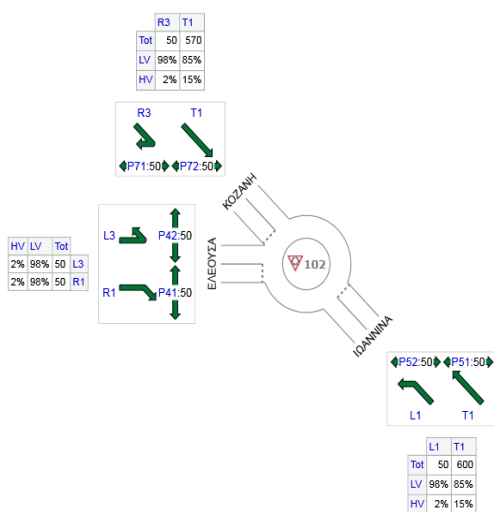 R3 T1
Tot 50 570
LV 98% 85%
HV 2% 15%
R3 T1
P71:50 P72:50
ΚΟΖΑΝΗ
HV LV Tot
2% 98% 50 L3
2% 98% 50 R1
L3 P42:50
R1 P41:50
ΕΛΕΟΥΣΑ
102
ΙΩΑΝΝΙΝΑ
P52:50 P51:50
L1 T1
L1 T1
Tot 50 600
LV 98% 85%
HV 2% 15%